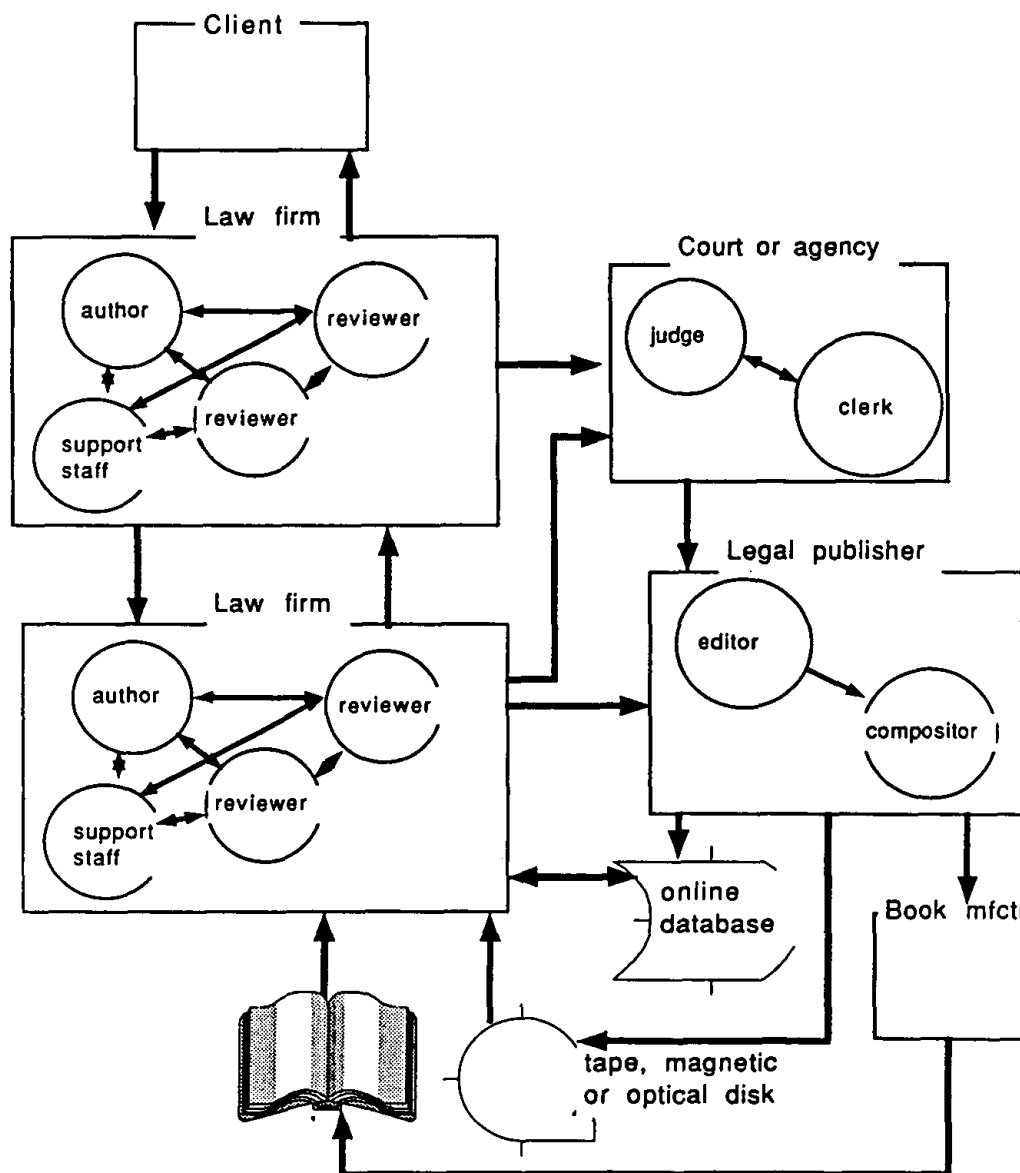 Client
Law firm
author
reviewer
reviewer
support
staff
Court or agency
judge
clerk
Legal publisher
editor
compositor
Law firm
author
reviewer
reviewer
support
staff
online
database
Book mfctr
tape, magnetic
or optical disk